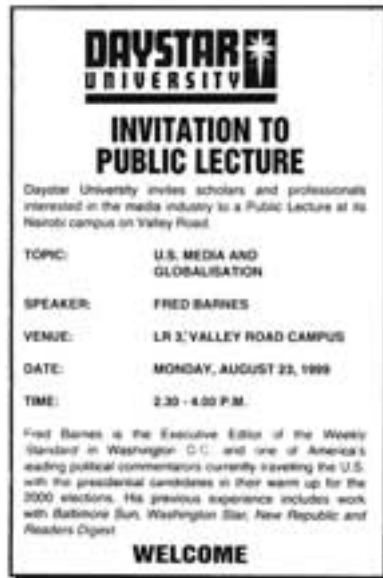 DAYSTAR
UNIVERSITY
INVITATION TO
PUBLIC LECTURE
Daystar University invites scholars and professionals
interested in the media industry to a Public Lecture at its
Nairobi campus on Valley Road.
TOPIC: U.S. MEDIA AND
GLOBALISATION
SPEAKER: FRED BARNES
VENUE: LR 3, VALLEY ROAD CAMPUS
DATE: MONDAY, AUGUST 23, 1999
TIME: 2.30 - 4.00 P.M.
Fred Barnes is the Executive Editor of the Weekly
Standard in Washington D.C. and one of America's
leading political commentators currently travelling the U.S.
with the presidential candidates in their warm up for the
2000 elections. His previous experience includes work
with Baltimore Sun, Washington Star, New Republic and
Readers Digest
WELCOME